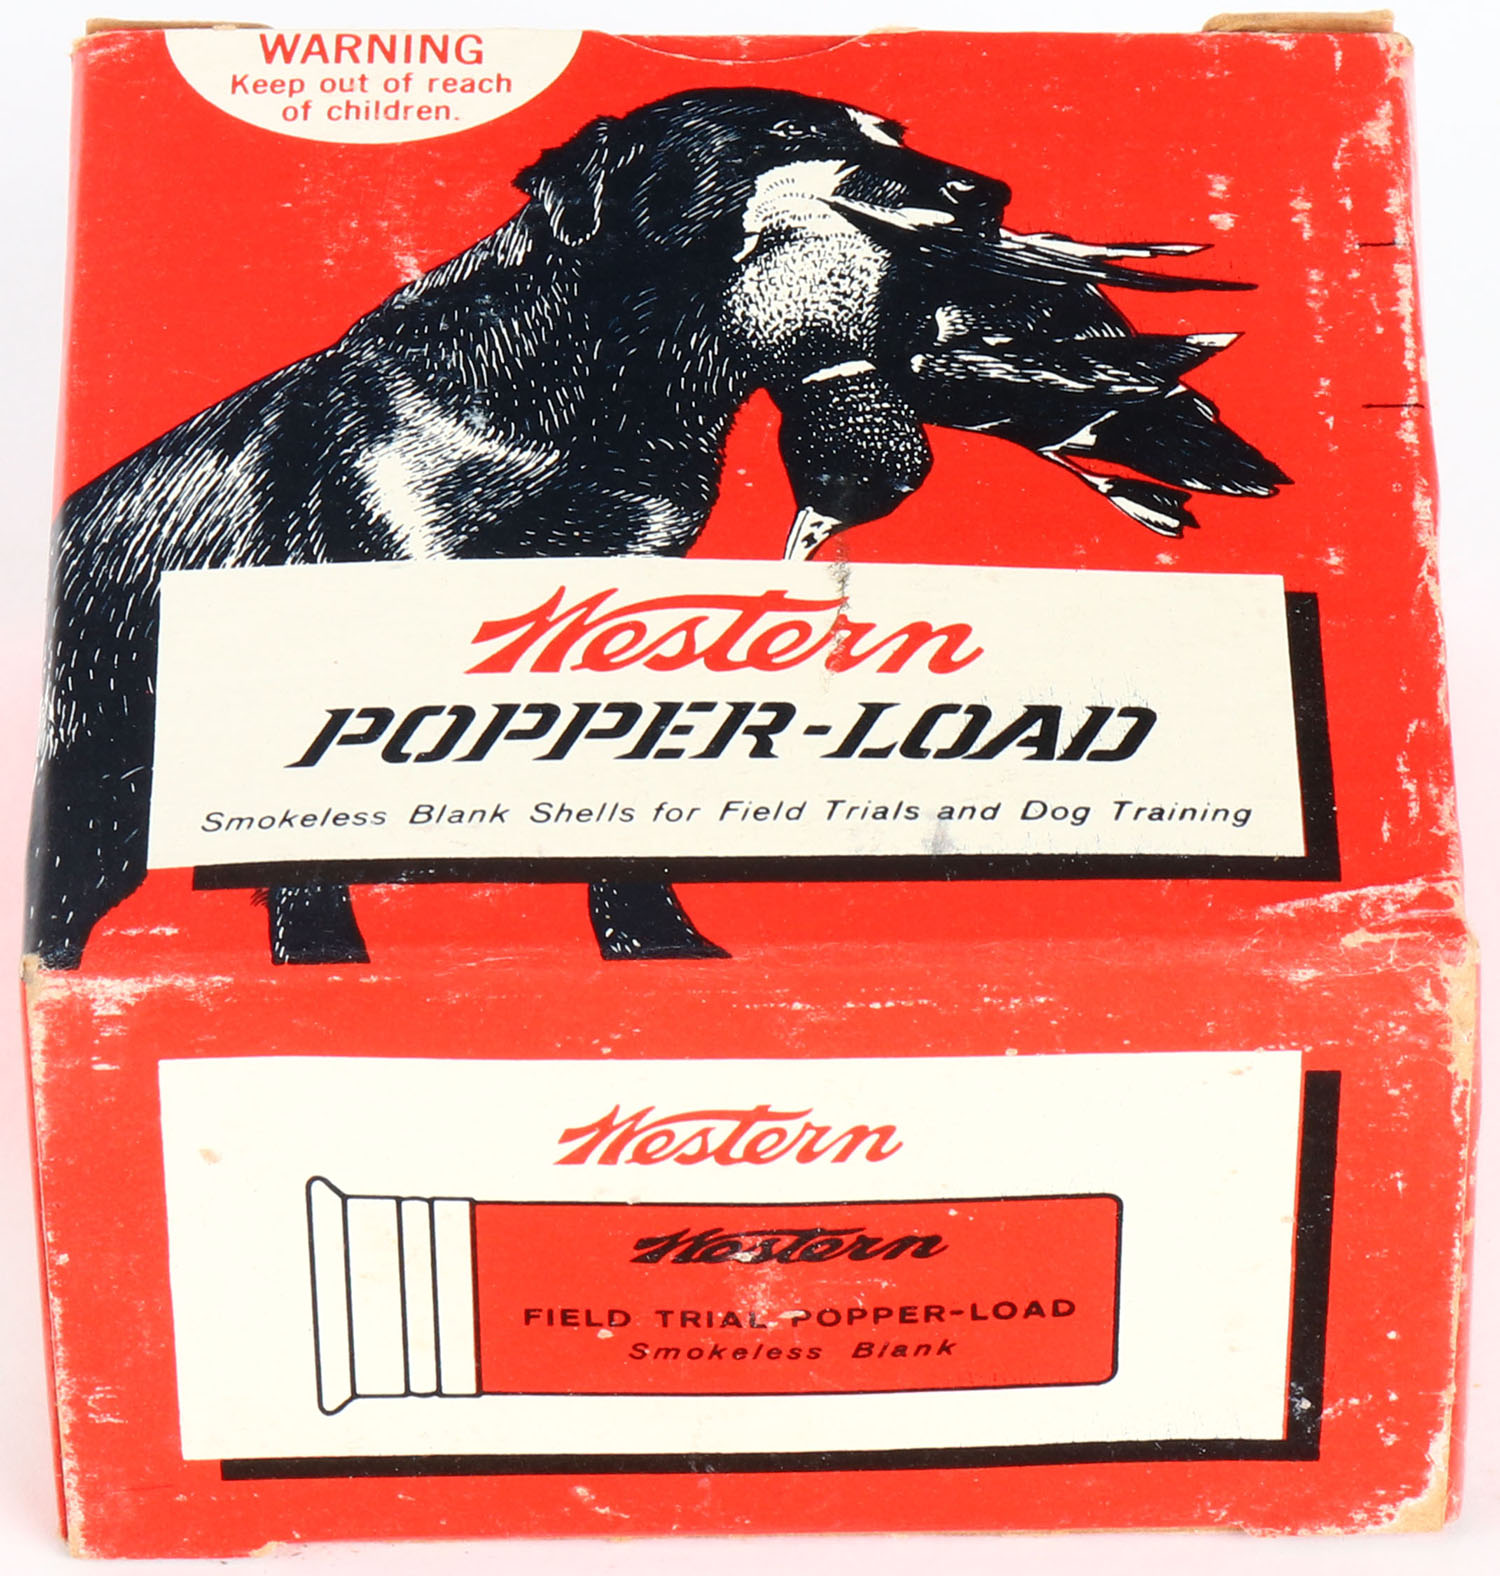 WARNING
Keep out of reach
of children.
Western
POPPER-LOAD
Smokeless Blank Shells for Field Trials and Dog Training
Western
Western
FIELD TRIAL POPPER-LOAD
Smokeless Blank